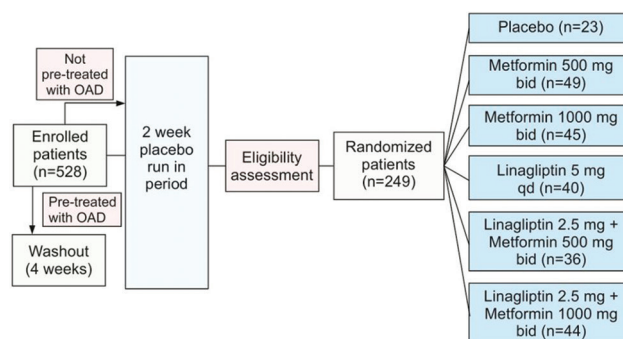 Not
pre-treated
with OAD
Enrolled
patients
(n=528)
Pre-treated
with OAD
Washout
(4 weeks)
2 week
placebo
run in
period
Eligibility
assessment
Randomized
patients
(n=249)
Placebo (n=23)
Metformin 500 mg
bid (n=49)
Metformin 1000 mg
bid (n=45)
Linagliptin 5 mg
qd (n=40)
Linagliptin 2.5 mg +
Metformin 500 mg
bid (n=36)
Linagliptin 2.5 mg +
Metformin 1000 mg
bid (n=44)